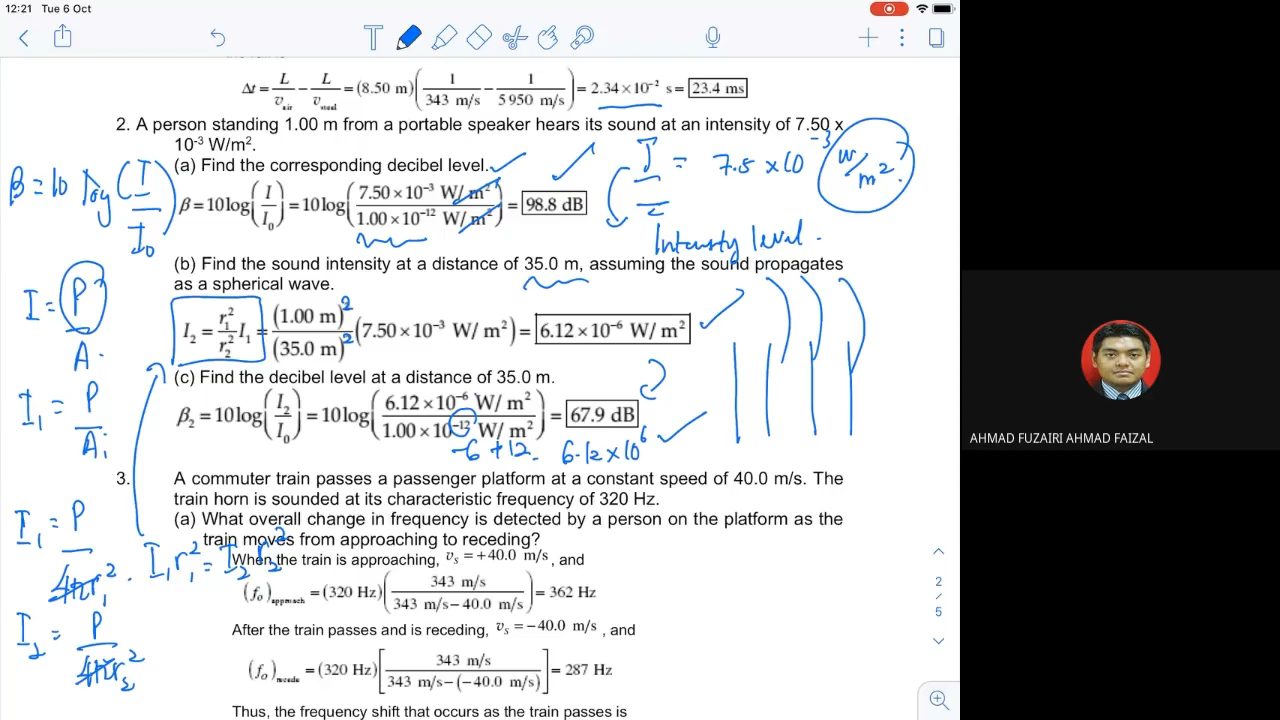 12:21 Tue 6 Oct
Δt = L/v_air − L/v_steel = (8.50 m)(1/343 m/s − 1/5 950 m/s) = 2.34×10⁻² s = 23.4 ms
2. A person standing 1.00 m from a portable speaker hears its sound at an intensity of 7.50 x
10⁻³ W/m².
(a) Find the corresponding decibel level.
I = 7.5 × 10⁻³ W/m²
β = 10 log (I/I₀)
β = 10log(I/I₀) = 10log(7.50×10⁻³ W/m² / 1.00×10⁻¹² W/m²) = 98.8 dB
Intensity level.
(b) Find the sound intensity at a distance of 35.0 m, assuming the sound propagates
as a spherical wave.
I = P/A
I₂ = r₁²/r₂² I₁ = (1.00 m)²/(35.0 m)² (7.50×10⁻³ W/m²) = 6.12×10⁻⁶ W/m²
(c) Find the decibel level at a distance of 35.0 m.
I₁ = P/A₁
β₂ = 10log(I₂/I₀) = 10log(6.12×10⁻⁶ W/m² / 1.00×10⁻¹² W/m²) = 67.9 dB
-6 +12. 6.12×10⁶
3. A commuter train passes a passenger platform at a constant speed of 40.0 m/s. The
train horn is sounded at its characteristic frequency of 320 Hz.
(a) What overall change in frequency is detected by a person on the platform as the
train moves from approaching to receding?
I₁ = P/4πr₁². I₁r₁² = I₂r₂²
When the train is approaching, v_s = +40.0 m/s, and
(f_o)_approach = (320 Hz)(343 m/s / 343 m/s − 40.0 m/s) = 362 Hz
I₂ = P/4πr₂²
After the train passes and is receding, v_s = −40.0 m/s, and
(f_o)_recede = (320 Hz)[343 m/s / 343 m/s − (−40.0 m/s)] = 287 Hz
Thus, the frequency shift that occurs as the train passes is
2
/
5
AHMAD FUZAIRI AHMAD FAIZAL